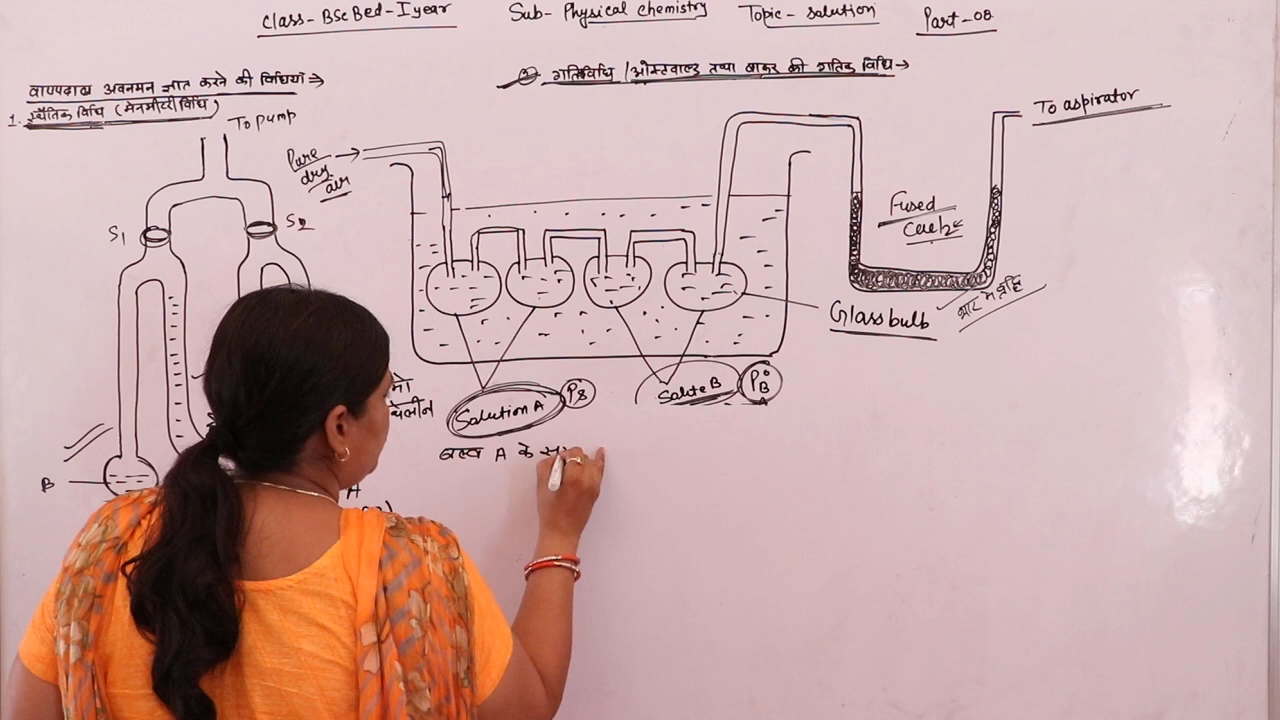 Class- BSc Bed- I year
Sub- Physical chemistry
Topic- solution
Part-08
वाष्पदाब अवनमन ज्ञात करने की विधियाँ ⇒
1. स्थैतिक विधि (मेनमीटरी विधि)
To pump
S1
S2
B
A
② गतिविधि / ओस्टवाल्ड तथा वाकर की गतिक विधि →
Pure
dry
air
To aspirator
Fused
भार में वृद्धि
Glass bulb
Solution A
Ps
Solute B
P°B
बल्ब A के